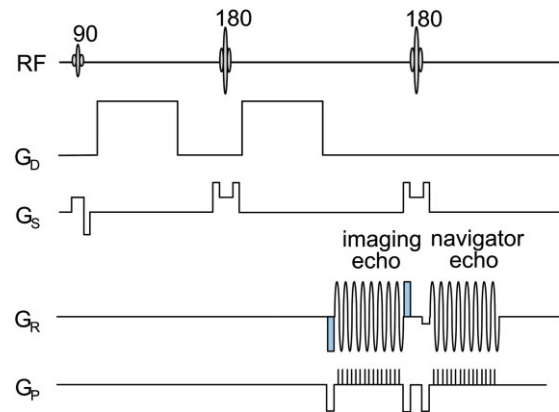 90
180
180
RF
G_D
G_S
imaging echo
navigator echo
G_R
G_P